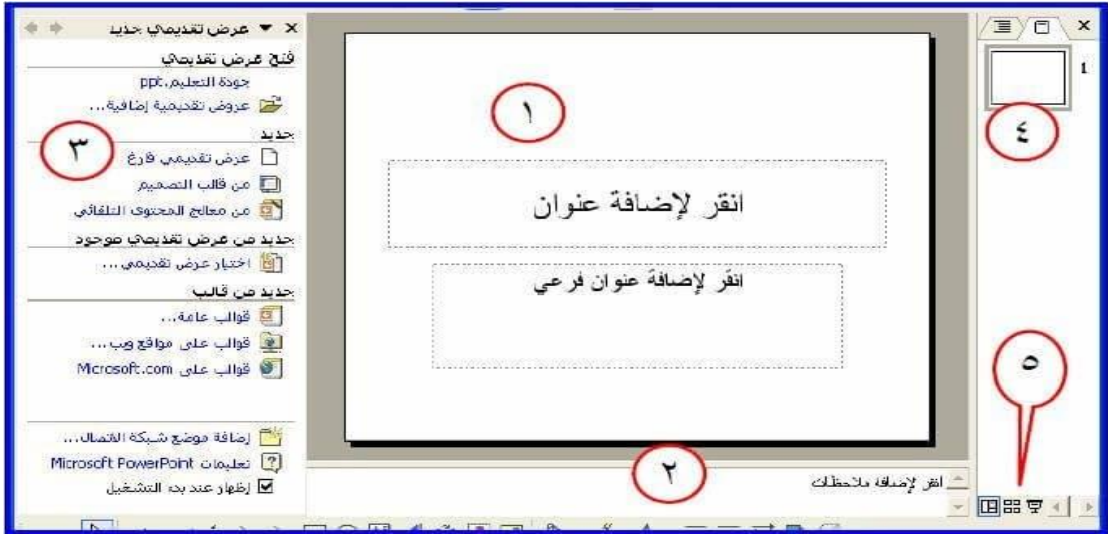 عرض تقديمي جديد
فتح عرض تقديمي
جودة التعليم.ppt
عروض تقديمية إضافية...
جديد
عرض تقديمي فارغ
من قالب التصميم
من معالج المحتوى التلقائي
جديد من عرض تقديمي موجود
اختيار عرض تقديمي...
جديد من قالب
قوالب عامة...
قوالب على مواقع ويب...
قوالب على Microsoft.com
إضافة موضع شبكة اتصال...
تعليمات Microsoft PowerPoint
إظهار عند بدء التشغيل
٣
١
انقر لإضافة عنوان
انقر لإضافة عنوان فرعي
٢
انقر لإضافة ملاحظات
1
٤
٥